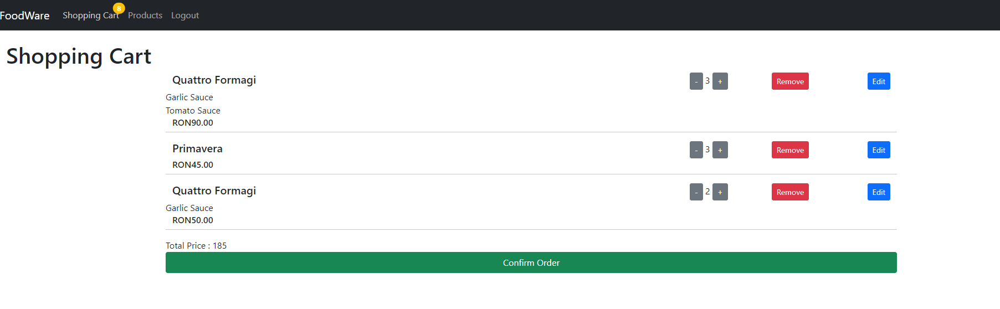 FoodWare Shopping Cart 8 Products Logout
Shopping Cart
Quattro Formagi - 3 + Remove Edit
Garlic Sauce
Tomato Sauce
RON90.00
Primavera - 3 + Remove Edit
RON45.00
Quattro Formagi - 2 + Remove Edit
Garlic Sauce
RON50.00
Total Price : 185
Confirm Order